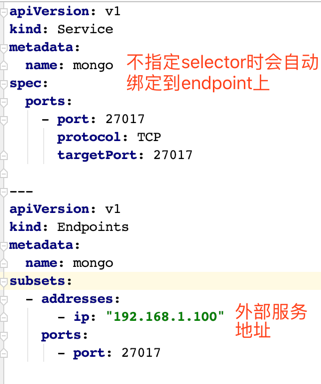 apiVersion: v1
kind: Service
metadata:
  name: mongo
不指定selector时会自动
绑定到endpoint上
spec:
  ports:
    - port: 27017
      protocol: TCP
      targetPort: 27017
---
apiVersion: v1
kind: Endpoints
metadata:
  name: mongo
subsets:
  - addresses:
      - ip: "192.168.1.100"
外部服务
地址
    ports:
      - port: 27017